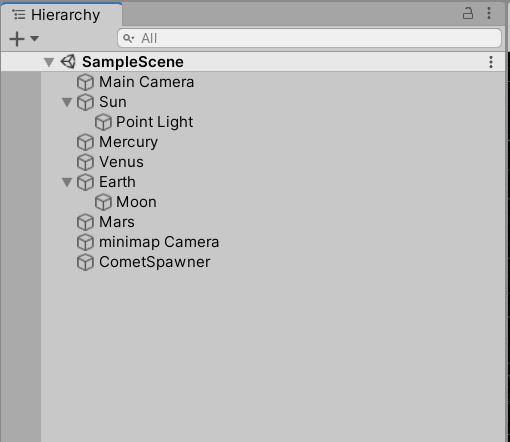 Hierarchy
All
SampleScene
Main Camera
Sun
Point Light
Mercury
Venus
Earth
Moon
Mars
minimap Camera
CometSpawner